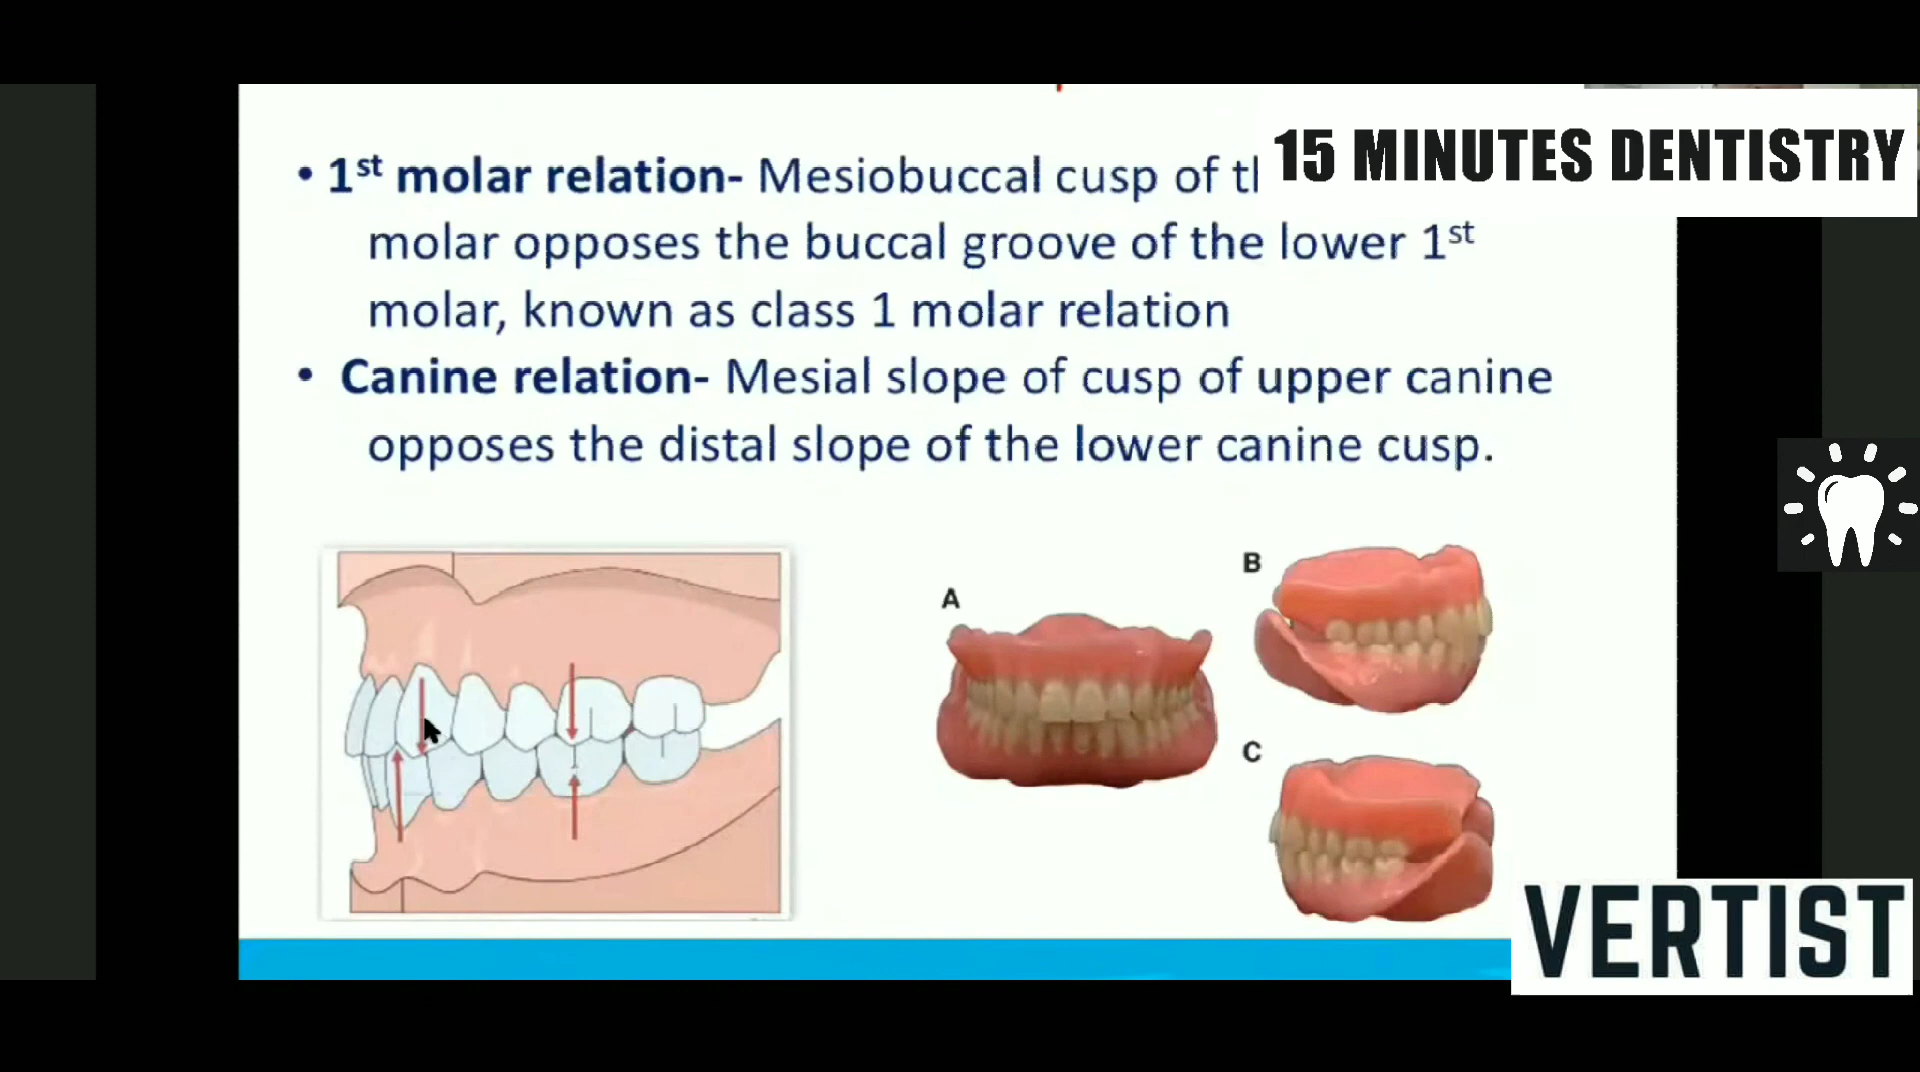 15 MINUTES DENTISTRY
• 1st molar relation- Mesiobuccal cusp of
molar opposes the buccal groove of the lower 1st
molar, known as class 1 molar relation
• Canine relation- Mesial slope of cusp of upper canine
opposes the distal slope of the lower canine cusp.
A
B
C
VERTIST